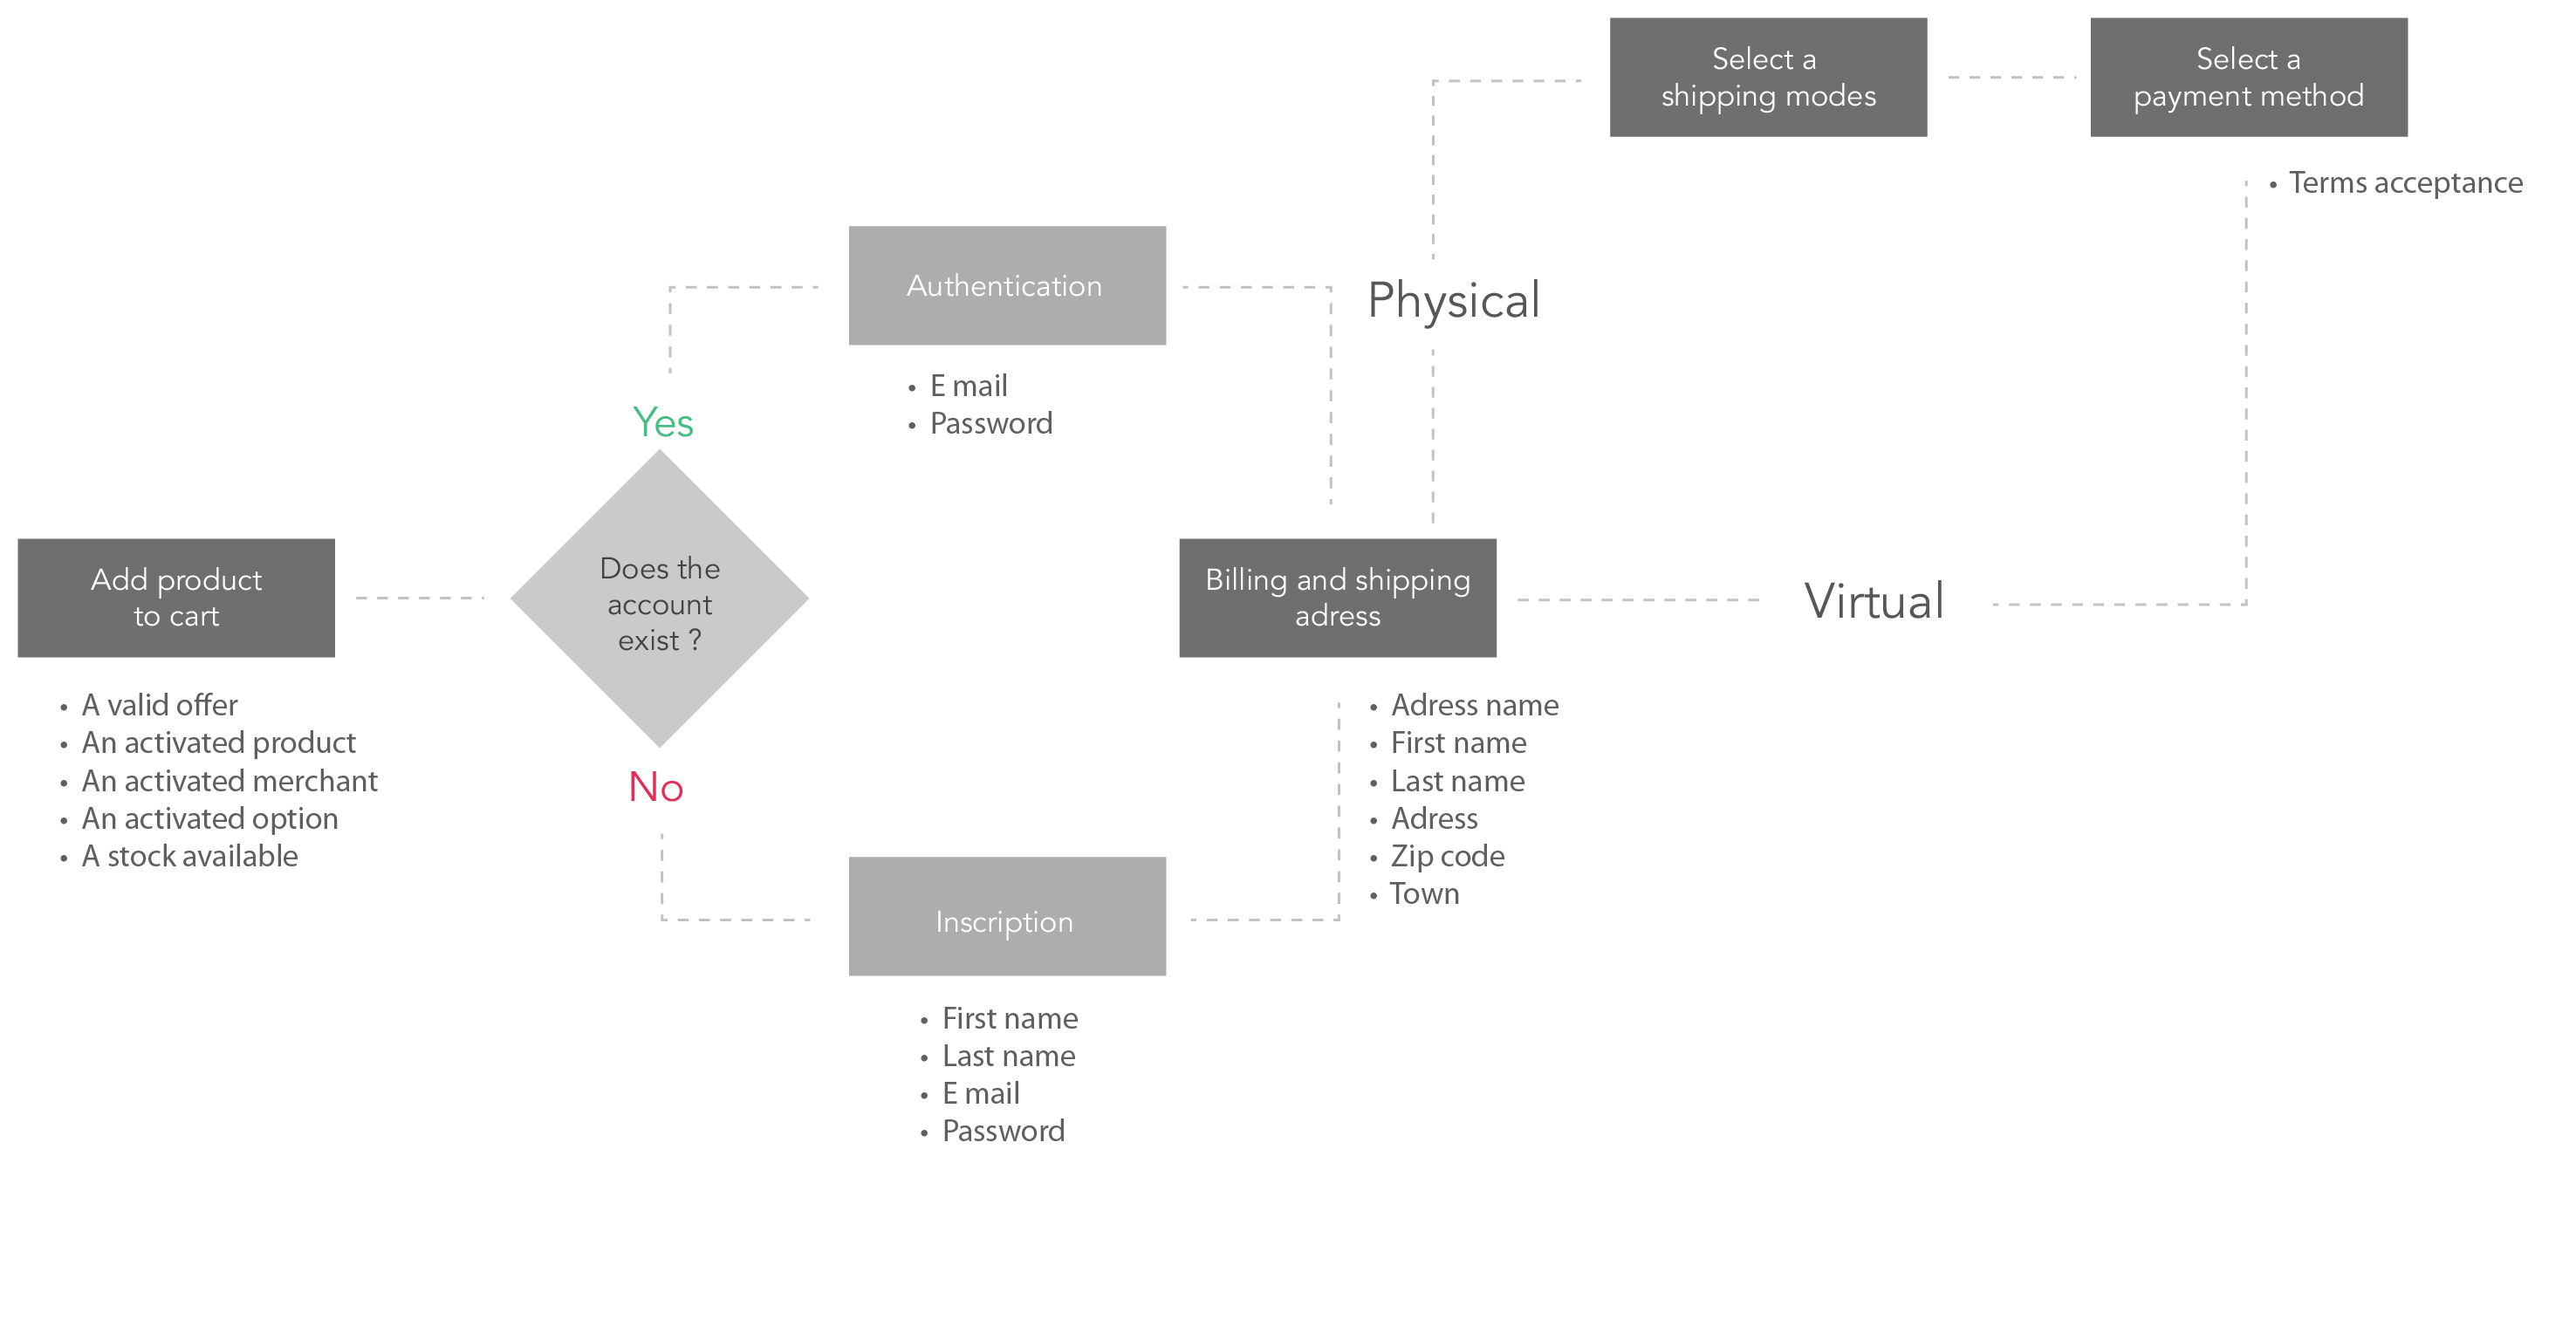 Select a
shipping modes
Select a
payment method
• Terms acceptance
Physical
Authentication
• E mail
• Password
Yes
Does the
account
exist ?
No
Add product
to cart
• A valid offer
• An activated product
• An activated merchant
• An activated option
• A stock available
Billing and shipping
adress
Virtual
• Adress name
• First name
• Last name
• Adress
• Zip code
• Town
Inscription
• First name
• Last name
• E mail
• Password